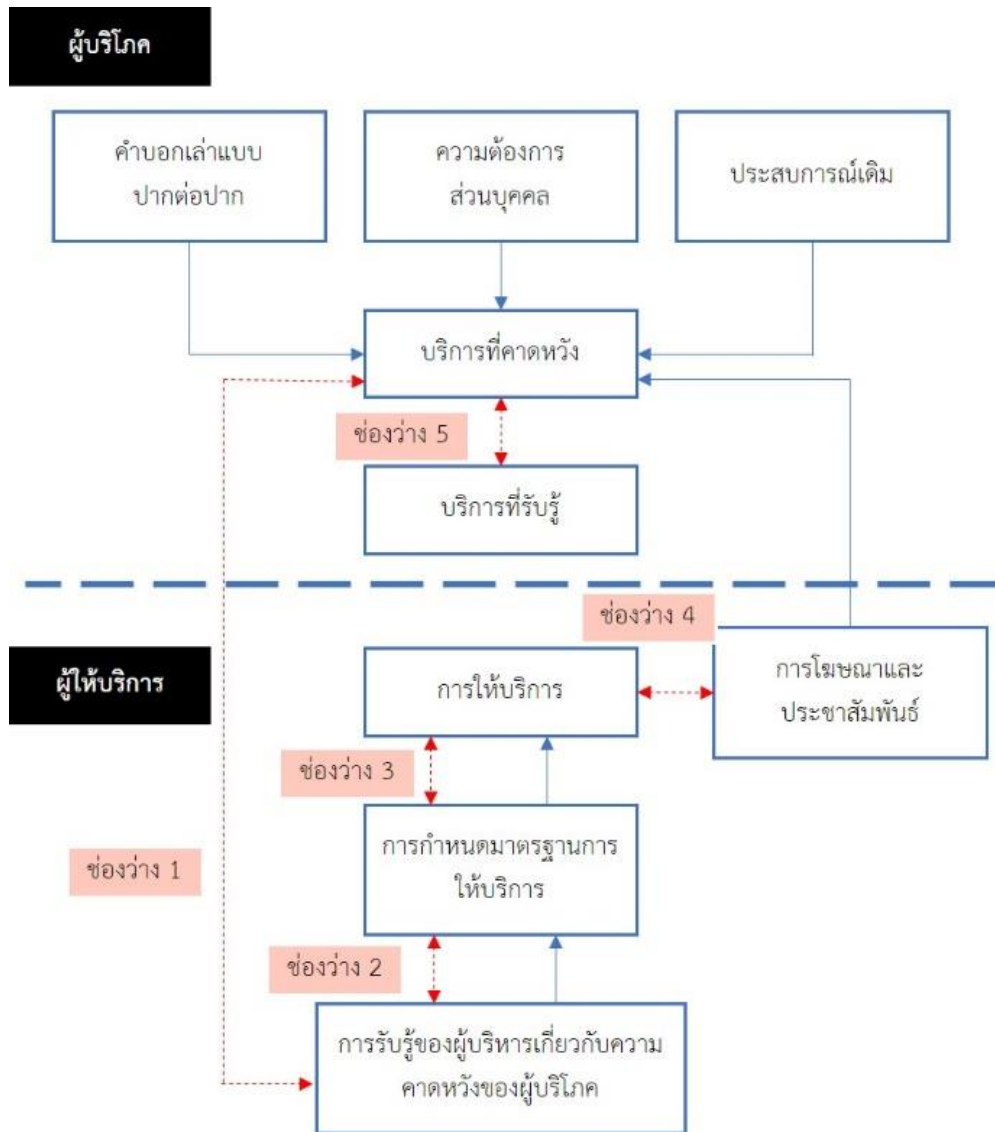 ผู้บริโภค
คำบอกเล่าแบบ
ปากต่อปาก
ความต้องการ
ส่วนบุคคล
ประสบการณ์เดิม
บริการที่คาดหวัง
ช่องว่าง 5
บริการที่รับรู้
ช่องว่าง 4
ผู้ให้บริการ
การให้บริการ
การโฆษณาและ
ประชาสัมพันธ์
ช่องว่าง 3
การกำหนดมาตรฐานการ
ให้บริการ
ช่องว่าง 1
ช่องว่าง 2
การรับรู้ของผู้บริหารเกี่ยวกับความ
คาดหวังของผู้บริโภค